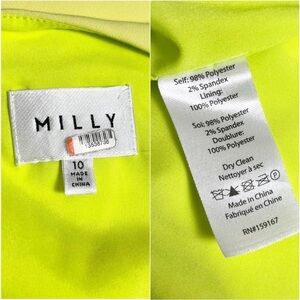 MILLY
10
MADE
IN
CHINA
Self: 98% Polyester
2% Spandex
Lining:
100% Polyester
Soi: 98% Polyester
2% Spandex
Doublure:
100% Polyester
Dry Clean
Nettoyer à sec
Made in China
Fabriqué en Chine
RN#159167